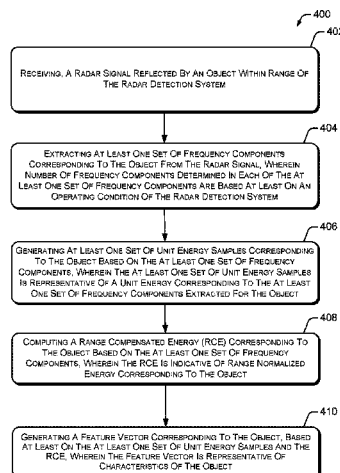 400
402
RECEIVING, A RADAR SIGNAL REFLECTED BY AN OBJECT WITHIN RANGE OF
THE RADAR DETECTION SYSTEM
404
EXTRACTING AT LEAST ONE SET OF FREQUENCY COMPONENTS
CORRESPONDING TO THE OBJECT FROM THE RADAR SIGNAL, WHEREIN
NUMBER OF FREQUENCY COMPONENTS DETERMINED IN EACH OF THE AT
LEAST ONE SET OF FREQUENCY COMPONENTS ARE BASED AT LEAST ON AN
OPERATING CONDITION OF THE RADAR DETECTION SYSTEM
406
GENERATING AT LEAST ONE SET OF UNIT ENERGY SAMPLES CORRESPONDING
TO THE OBJECT BASED ON THE AT LEAST ONE SET OF FREQUENCY
COMPONENTS, WHEREIN THE AT LEAST ONE SET OF UNIT ENERGY SAMPLES
IS REPRESENTATIVE OF A UNIT ENERGY CORRESPONDING TO THE AT LEAST
ONE SET OF FREQUENCY COMPONENTS EXTRACTED FOR THE OBJECT
408
COMPUTING A RANGE COMPENSATED ENERGY (RCE) CORRESPONDING TO
THE OBJECT BASED ON THE AT LEAST ONE SET OF FREQUENCY
COMPONENTS, WHEREIN THE RCE IS INDICATIVE OF RANGE NORMALIZED
ENERGY CORRESPONDING TO THE OBJECT
410
GENERATING A FEATURE VECTOR CORRESPONDING TO THE OBJECT, BASED
AT LEAST ON THE AT LEAST ONE SET OF UNIT ENERGY SAMPLES AND THE
RCE, WHEREIN THE FEATURE VECTOR IS REPRESENTATIVE OF
CHARACTERISTICS OF THE OBJECT